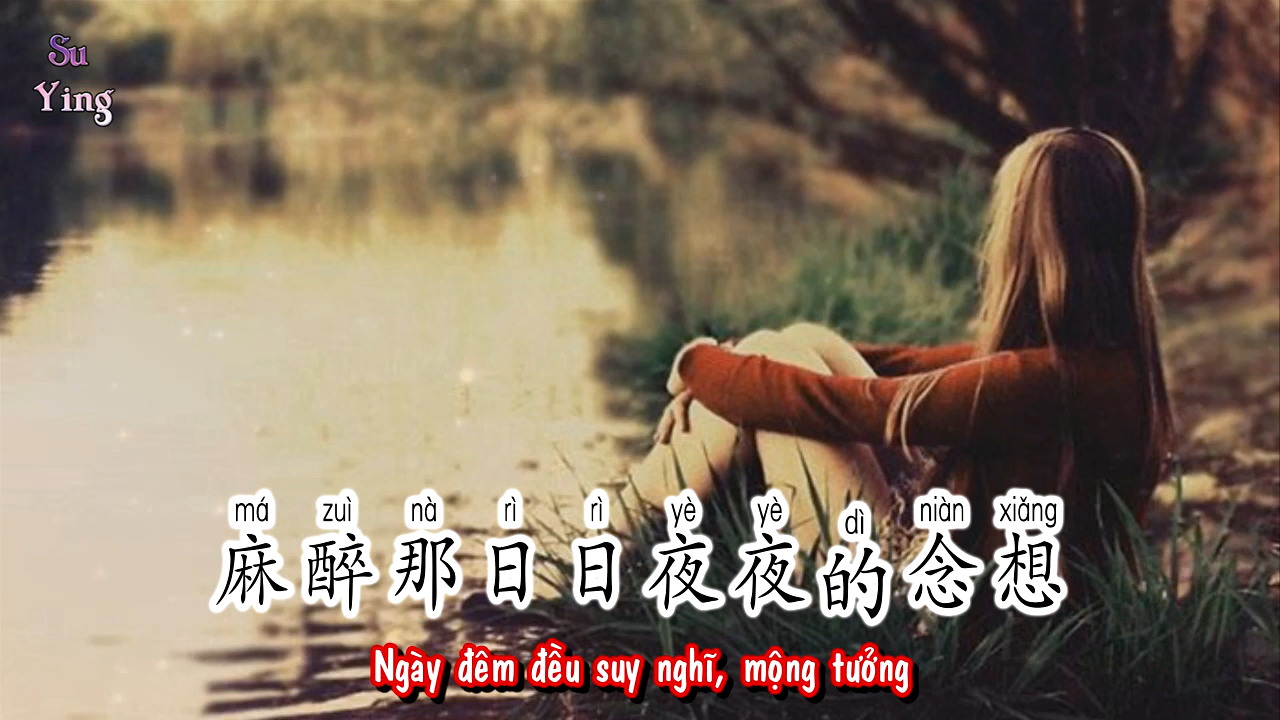 Su
Ying
má zuì nà rì rì yè yè dì niàn xiǎng
麻醉那日日夜夜的念想
Ngày đêm đều suy nghĩ, mộng tưởng